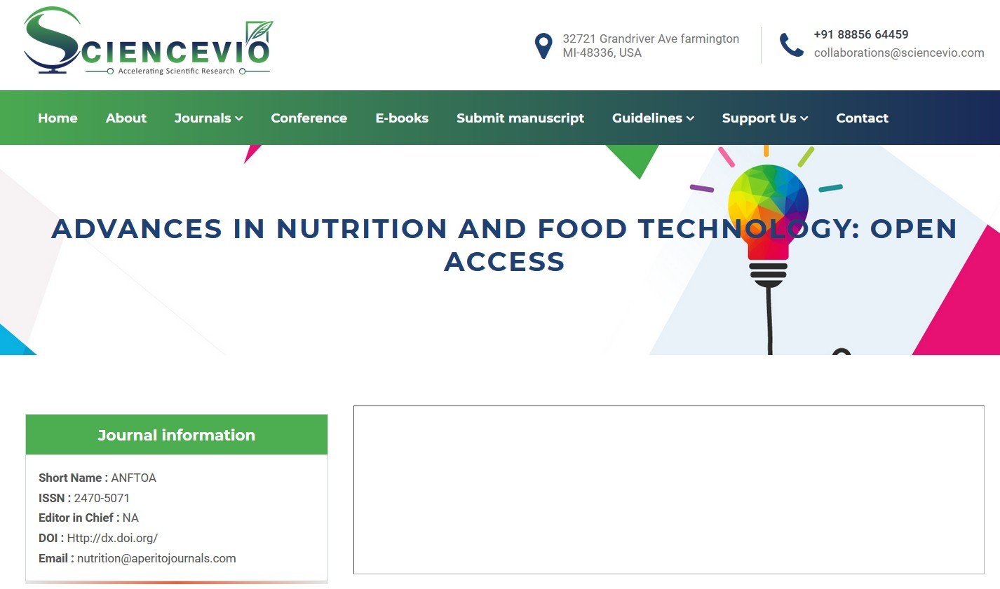 SCIENCEVIO
Accelerating Scientific Research
32721 Grandriver Ave farmington
MI-48336, USA
+91 88856 64459
collaborations@sciencevio.com
Home About Journals Conference E-books Submit manuscript Guidelines Support Us Contact
ADVANCES IN NUTRITION AND FOOD TECHNOLOGY: OPEN
ACCESS
Journal information
Short Name : ANFTOA
ISSN : 2470-5071
Editor in Chief : NA
DOI : Http://dx.doi.org/
Email : nutrition@aperitojournals.com